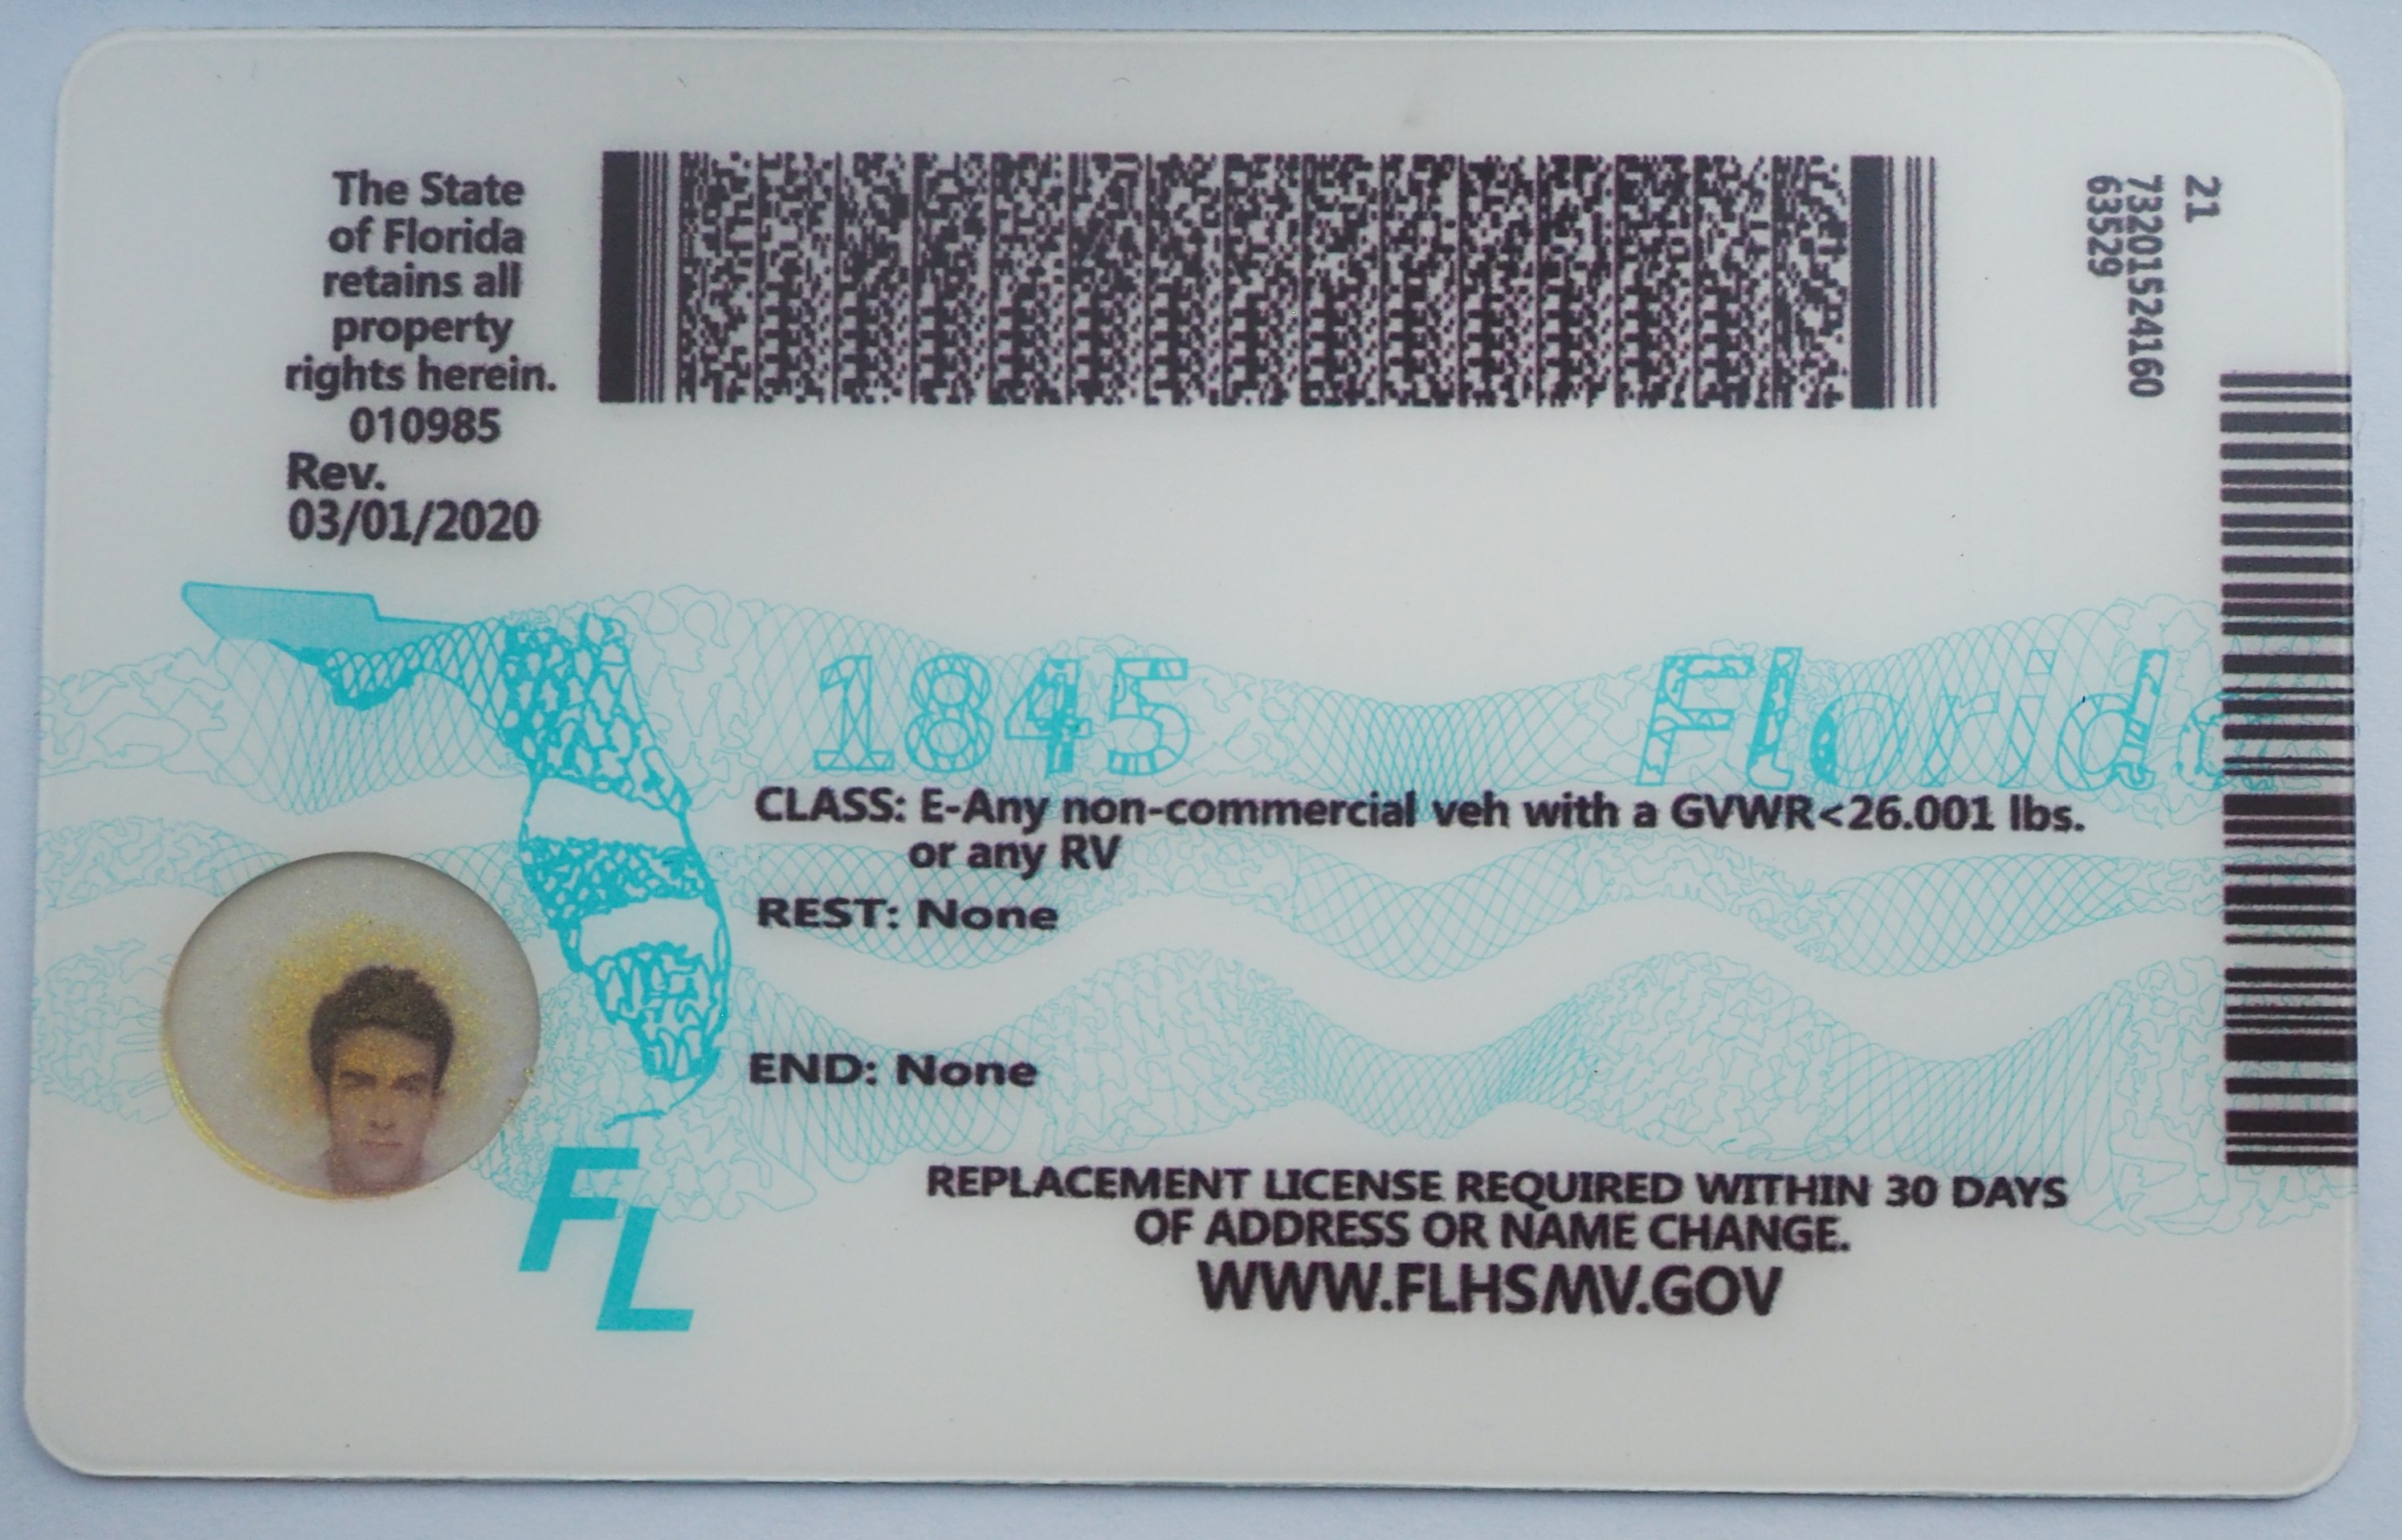 The State
of Florida
retains all
property
rights herein.
010985
Rev.
03/01/2020
21
73201524160
63529
1845
Florida
CLASS: E-Any non-commercial veh with a GVWR<26.001 lbs.
or any RV
REST: None
END: None
FL
REPLACEMENT LICENSE REQUIRED WITHIN 30 DAYS
OF ADDRESS OR NAME CHANGE.
WWW.FLHSMV.GOV